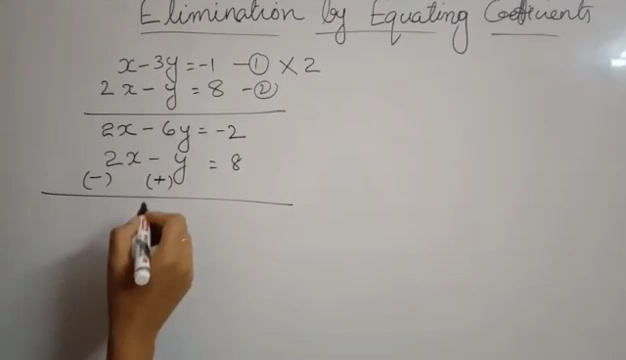 Elimination by Equating Coefficients
x - 3y = -1 - ① × 2
2x - y = 8 - ②
2x - 6y = -2
2x - y = 8
(-) (+)